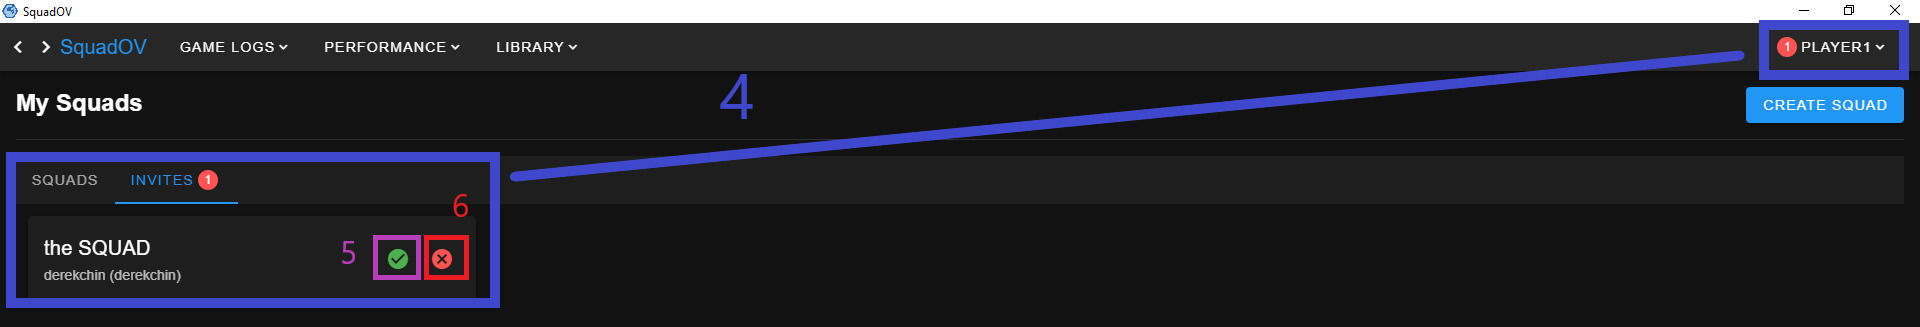 SquadOV
SquadOV GAME LOGS PERFORMANCE LIBRARY 1 PLAYER1
4
My Squads
CREATE SQUAD
SQUADS INVITES 1
6
the SQUAD
5
derekchin (derekchin)